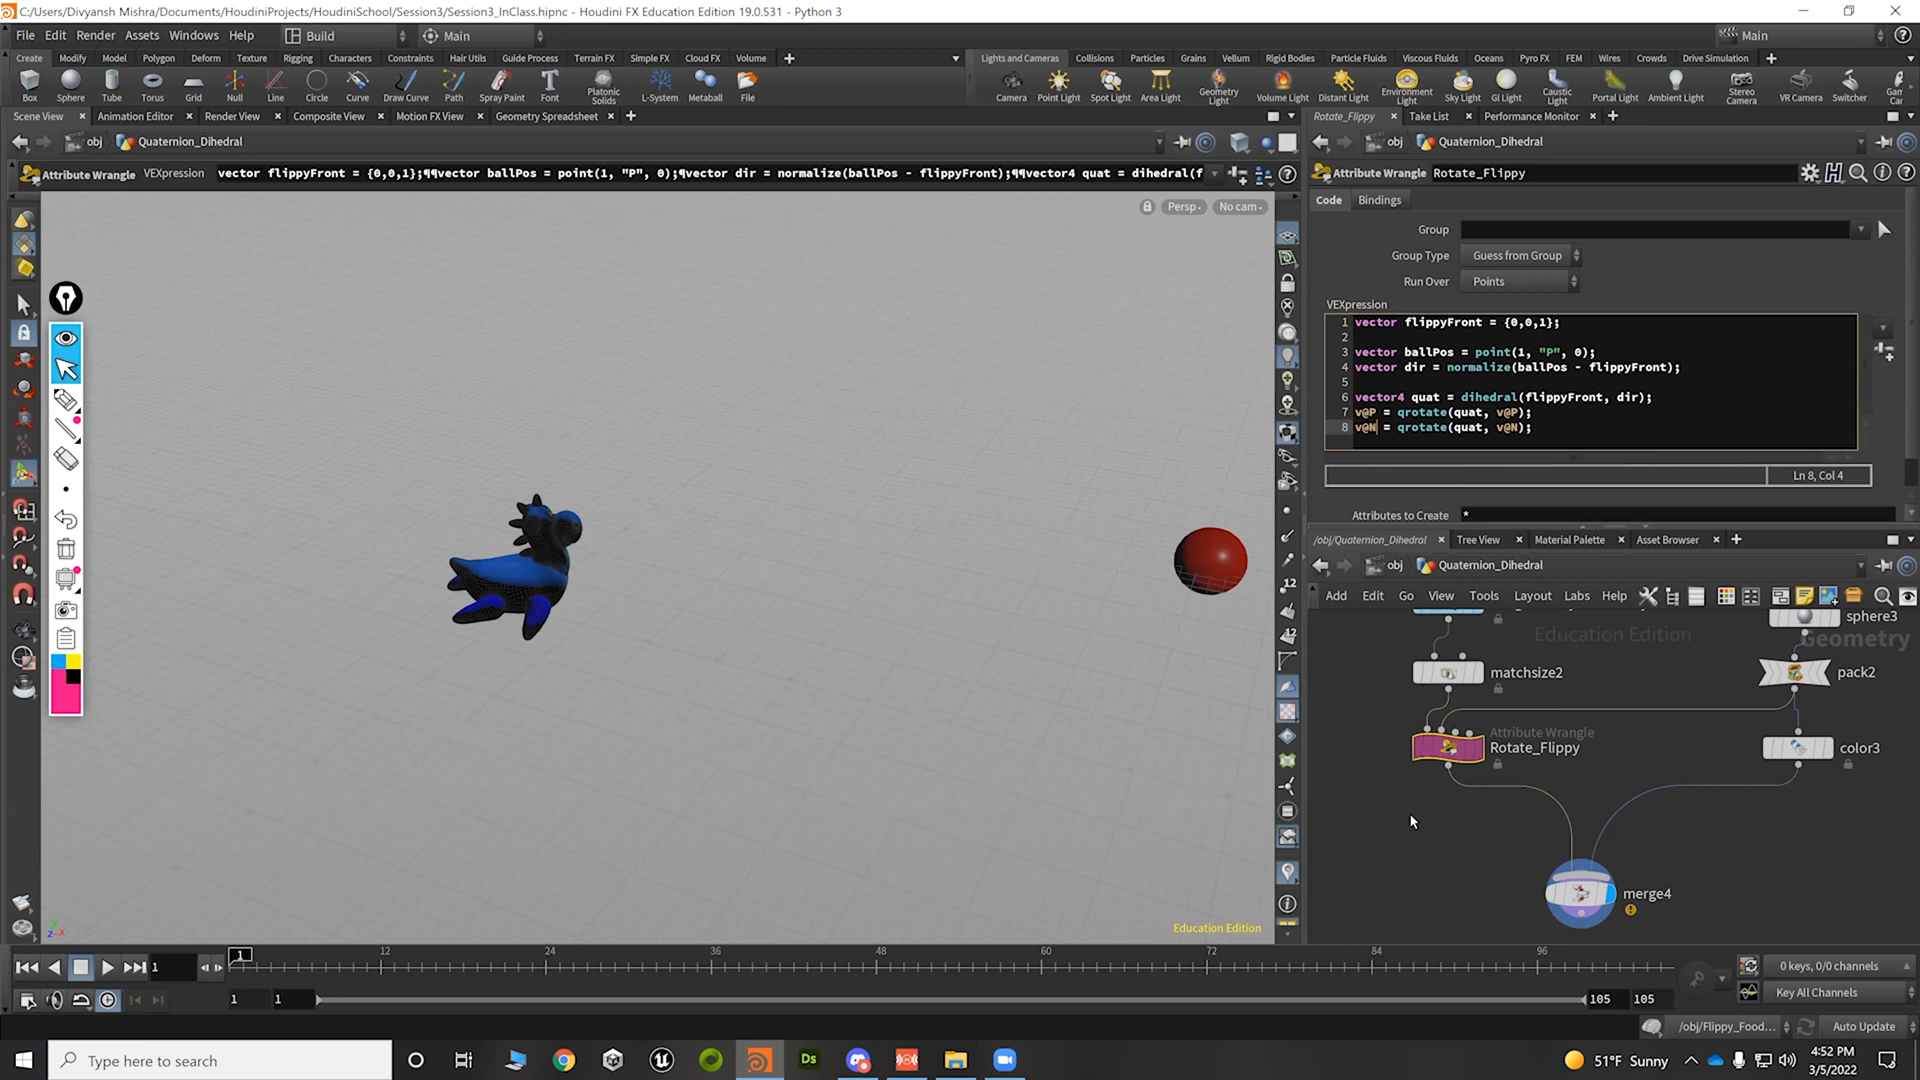 C:/Users/Divyansh Mishra/Documents/HoudiniProjects/HoudiniSchool/Session3/Session3_InClass.hipnc - Houdini FX Education Edition 19.0.531 - Python 3
File Edit Render Assets Windows Help Build Main Main
Create Modify Model Polygon Deform Texture Rigging Characters Constraints Hair Utils Guide Process Terrain FX Simple FX Cloud FX Volume
Lights and Cameras Collisions Particles Grains Vellum Rigid Bodies Particle Fluids Viscous Fluids Oceans Pyro FX FEM Wires Crowds Drive Simulation
Box Sphere Tube Torus Grid Null Line Circle Curve Draw Curve Path Spray Paint Font Platonic Solids L-System Metaball File
Camera Point Light Spot Light Area Light Geometry Light Volume Light Distant Light Environment Light Sky Light GI Light Caustic Light Portal Light Ambient Light Stereo Camera VR Camera Switcher
Scene View Animation Editor Render View Composite View Motion FX View Geometry Spreadsheet
Rotate_Flippy Take List Performance Monitor
obj Quaternion_Dihedral
obj Quaternion_Dihedral
Attribute Wrangle VEXpression vector flippyFront = {0,0,1};¶¶vector ballPos = point(1, "P", 0);¶vector dir = normalize(ballPos - flippyFront);¶¶vector4 quat = dihedral(f
Attribute Wrangle Rotate_Flippy
Persp No cam
Code Bindings
Group
Group Type Guess from Group
Run Over Points
VEXpression
1 vector flippyFront = {0,0,1};
2
3 vector ballPos = point(1, "P", 0);
4 vector dir = normalize(ballPos - flippyFront);
5
6 vector4 quat = dihedral(flippyFront, dir);
7 v@P = qrotate(quat, v@P);
8 v@N = qrotate(quat, v@N);
Ln 8, Col 4
Attributes to Create *
/obj/Quaternion_Dihedral Tree View Material Palette Asset Browser
obj Quaternion_Dihedral
Add Edit Go View Tools Layout Labs Help
Education Edition
Geometry
sphere3
matchsize2
pack2
Attribute Wrangle
Rotate_Flippy
color3
merge4
12
12
Education Edition
z x
1 1 12 24 36 48 60 72 84 96
0 keys, 0/0 channels
1 1 105 105
Key All Channels
/obj/Flippy_Food... Auto Update
Type here to search
Ds
51°F Sunny
4:52 PM
3/5/2022